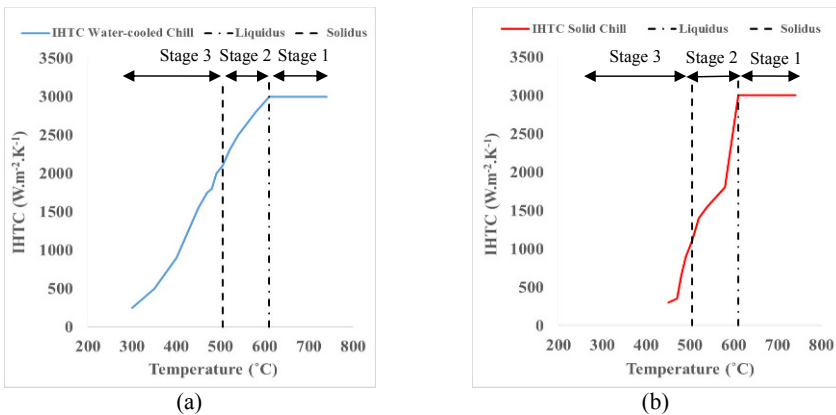 IHTC Water-cooled Chill Liquidus Solidus
3500
Stage 3 Stage 2 Stage 1
3000
2500
2000
1500
1000
500
0
IHTC (W.m-2.K-1)
200 300 400 500 600 700 800
Temperature (˚C)
(a)
IHTC Solid Chill Liquidus Solidus
3500
Stage 3 Stage 2 Stage 1
3000
2500
2000
1500
1000
500
0
IHTC (W.m-2.K-1)
200 300 400 500 600 700 800
Temperature (˚C)
(b)